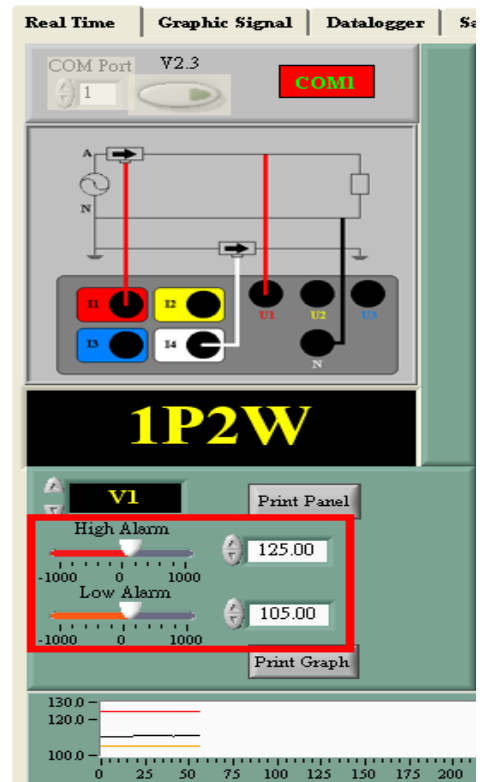 Real Time Graphic Signal Datalogger Sa
COM Port V2.3
1 COM1
A
N
I1 I2 U1 U2 U3
I3 I4 N
1P2W
V1 Print Panel
High Alarm
125.00
-1000 0 1000
Low Alarm
105.00
-1000 0 1000
Print Graph
130.0
120.0
100.0
0 25 50 75 100 125 150 175 200